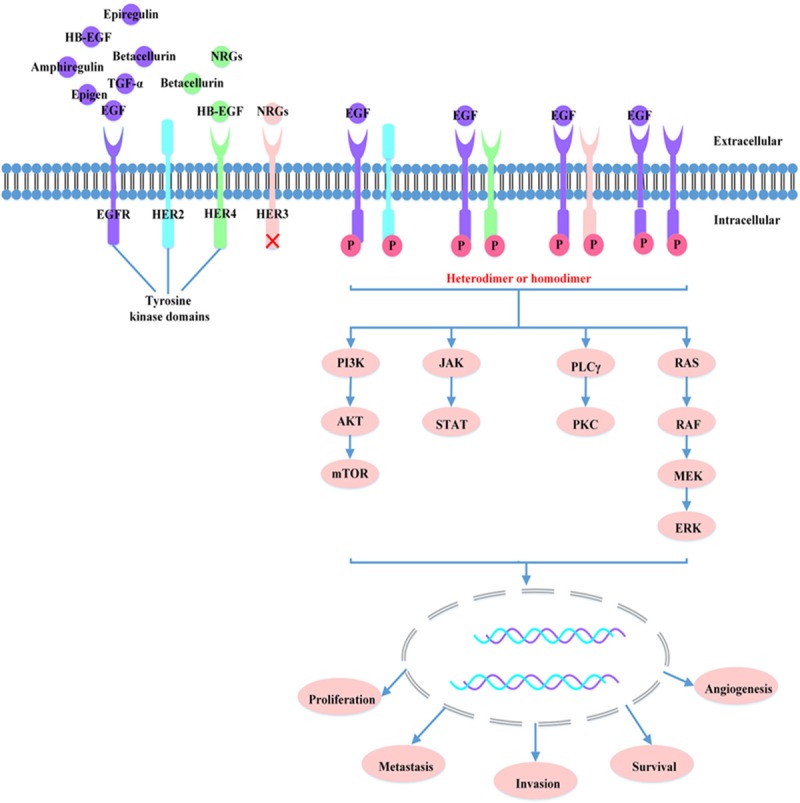 Epiregulin
HB-EGF
Betacellurin
NRGs
Amphiregulin
TGF-α
Betacellurin
Epigen
EGF
HB-EGF
NRGs
EGF
EGF
EGF
EGF
Extracellular
Intracellular
EGFR
HER2
HER4
HER3
P
P
P
P
P
P
P
P
Heterodimer or homodimer
Tyrosine
kinase domains
PI3K
JAK
PLCγ
RAS
AKT
STAT
PKC
RAF
mTOR
MEK
ERK
Proliferation
Angiogenesis
Metastasis
Survival
Invasion